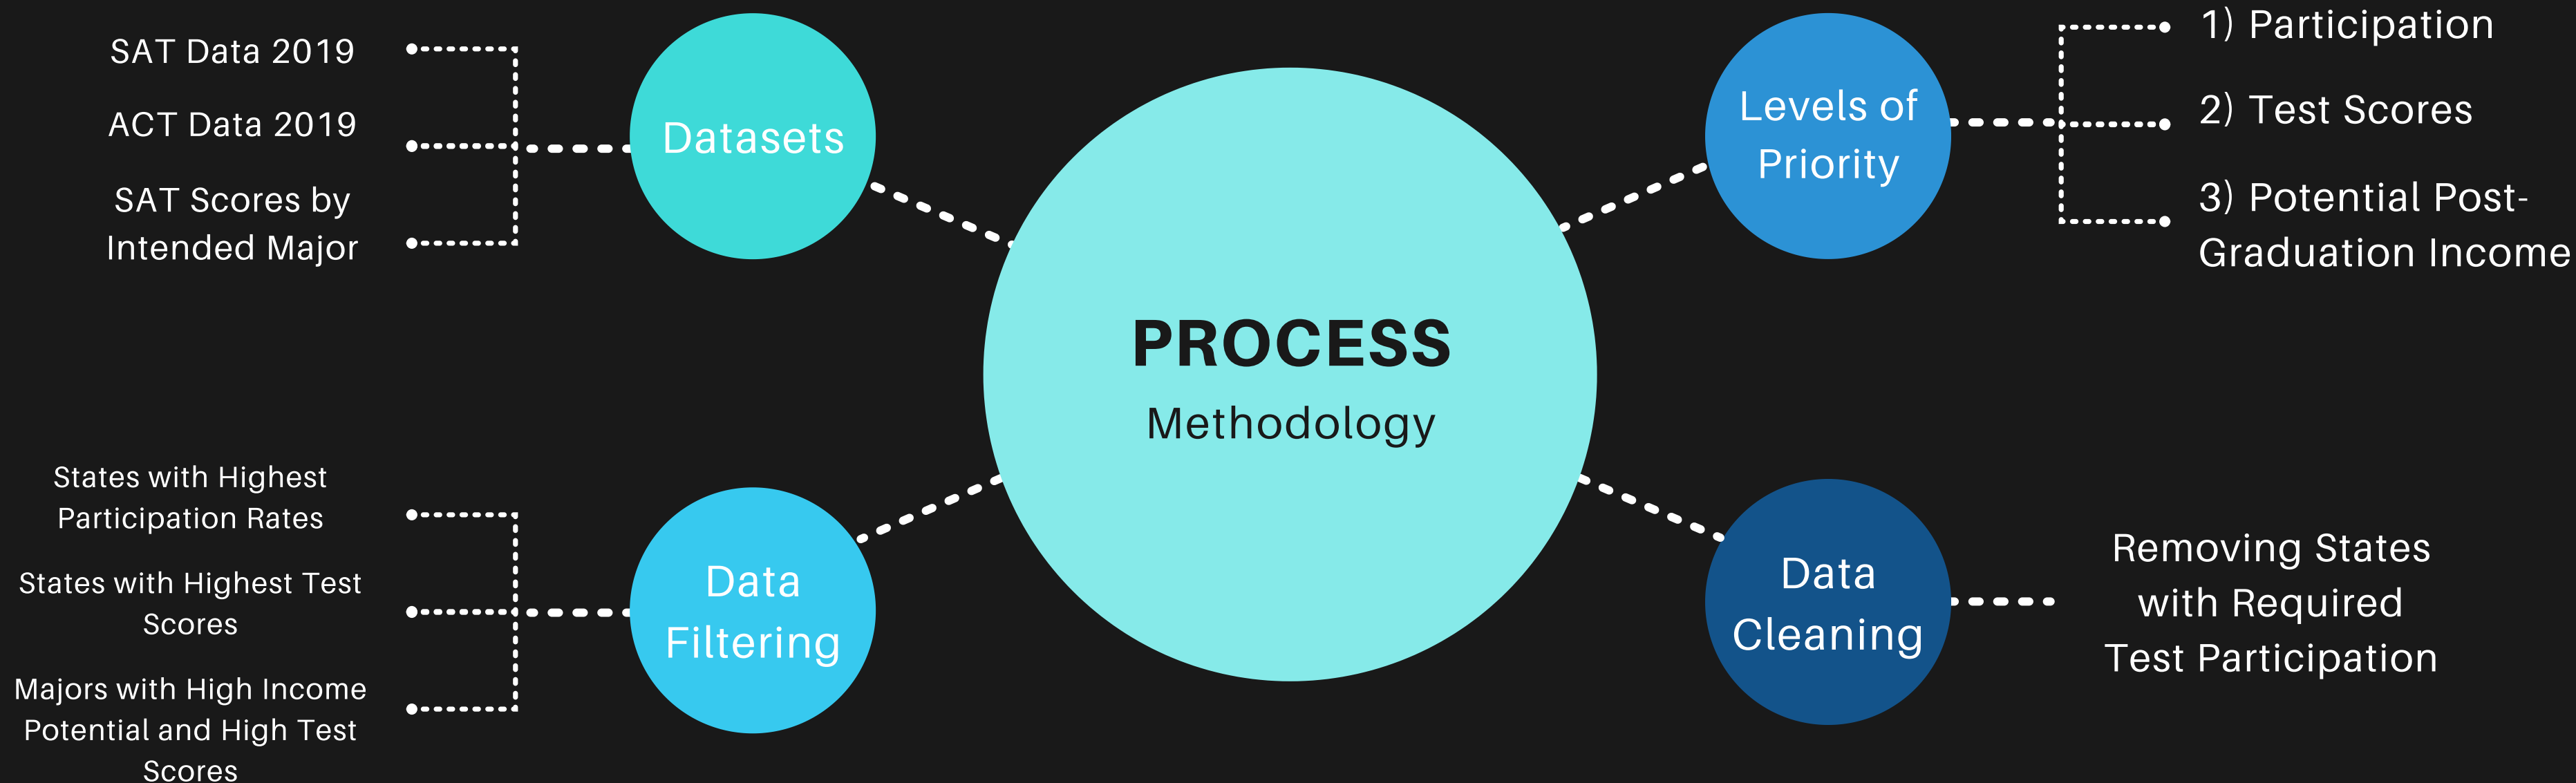 SAT Data 2019
ACT Data 2019
SAT Scores by
Intended Major
Datasets
PROCESS
Methodology
Levels of
Priority
1) Participation
2) Test Scores
3) Potential Post-
Graduation Income
States with Highest
Participation Rates
States with Highest Test
Scores
Majors with High Income
Potential and High Test
Scores
Data
Filtering
Data
Cleaning
Removing States
with Required
Test Participation